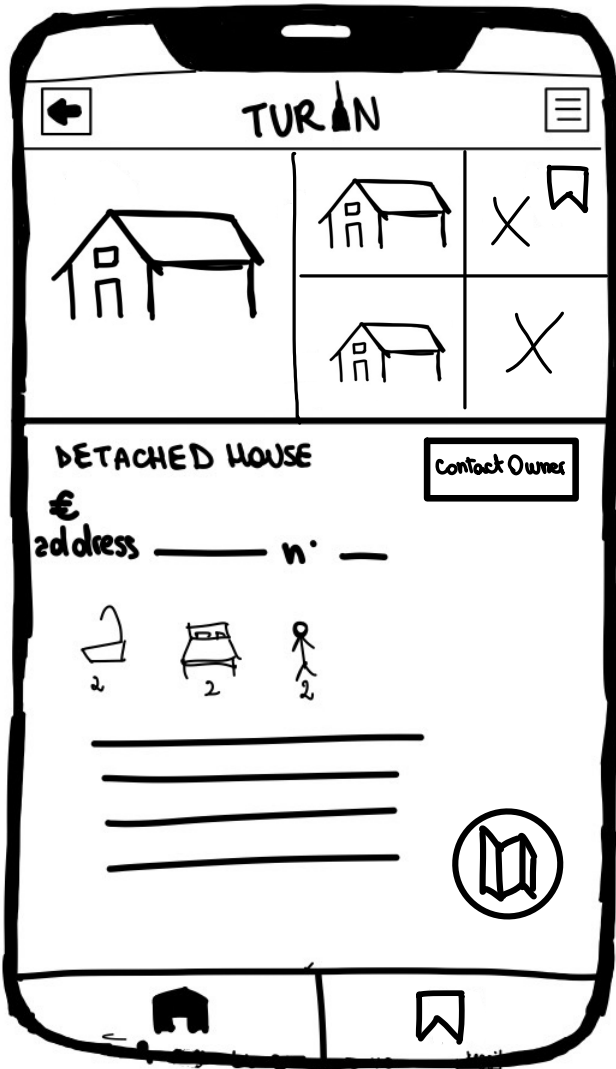 TURIN
DETACHED HOUSE
Contact Owner
€
address n°
2 2 2